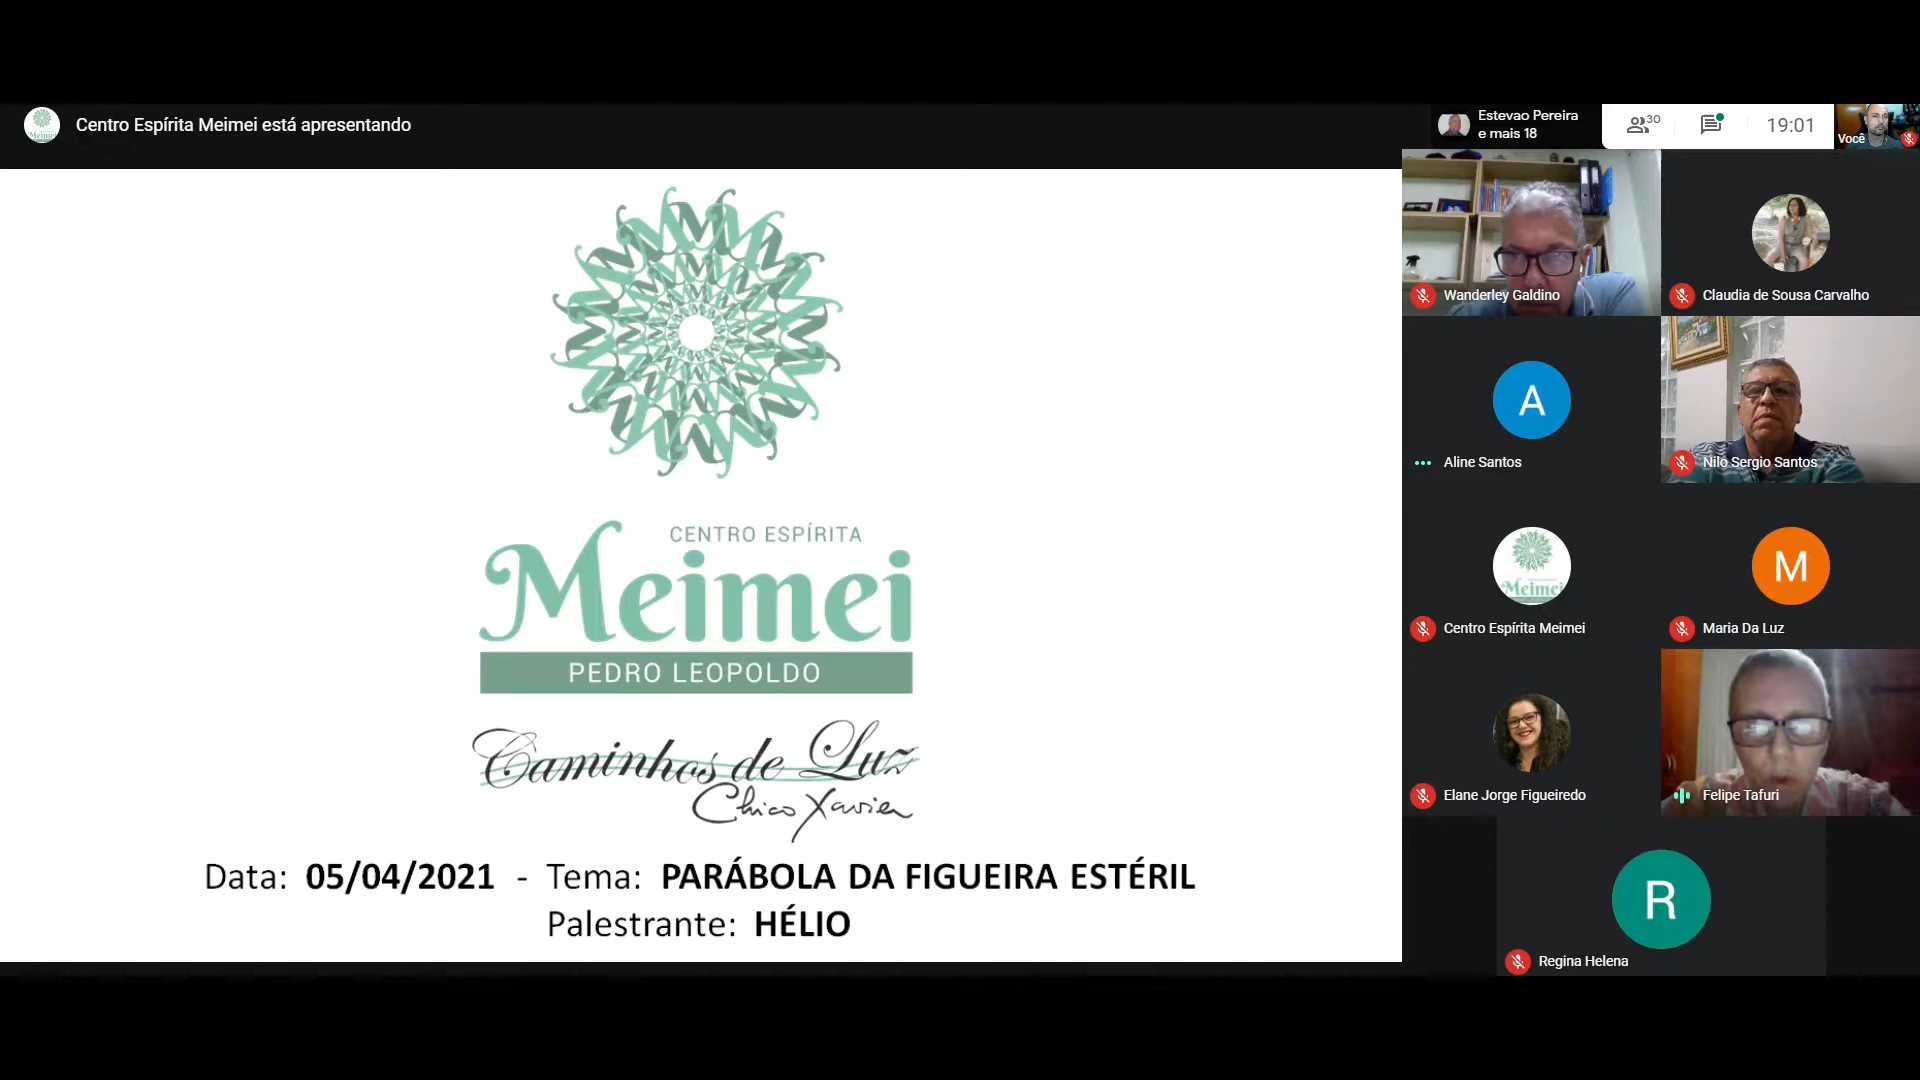 Centro Espírita Meimei está apresentando
Estevao Pereira
e mais 18
30
19:01
Você
CENTRO ESPÍRITA
Meimei
PEDRO LEOPOLDO
Caminhos de Luz
Chico Xavier
Data: 05/04/2021 - Tema: PARÁBOLA DA FIGUEIRA ESTÉRIL
Palestrante: HÉLIO
Wanderley Galdino
Claudia de Sousa Carvalho
A
Aline Santos
Nilo Sergio Santos
Meimei
Centro Espírita Meimei
M
Maria Da Luz
Elane Jorge Figueiredo
Felipe Tafuri
R
Regina Helena